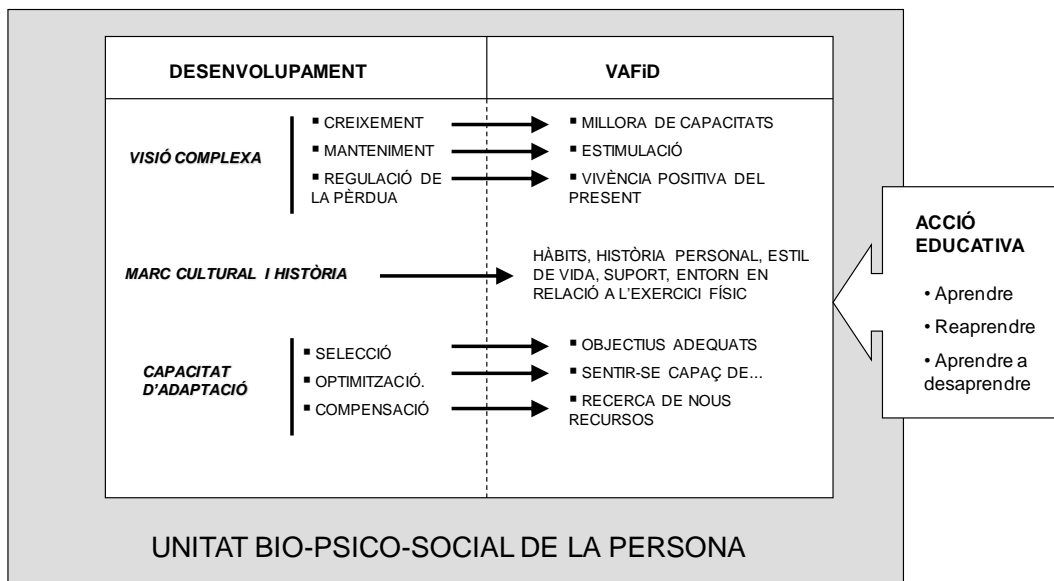 DESENVOLUPAMENT
VAFiD
VISIÓ COMPLEXA
▪ CREIXEMENT
▪ MANTENIMENT
▪ REGULACIÓ DE
LA PÈRDUA
▪ MILLORA DE CAPACITATS
▪ ESTIMULACIÓ
▪ VIVÈNCIA POSITIVA DEL
PRESENT
MARC CULTURAL I HISTÒRIA
HÀBITS, HISTÒRIA PERSONAL, ESTIL
DE VIDA, SUPORT, ENTORN EN
RELACIÓ A L’EXERCICI FÍSIC
CAPACITAT
D’ADAPTACIÓ
▪ SELECCIÓ
▪ OPTIMITZACIÓ.
▪ COMPENSACIÓ
▪ OBJECTIUS ADEQUATS
▪ SENTIR-SE CAPAÇ DE...
▪ RECERCA DE NOUS
RECURSOS
ACCIÓ
EDUCATIVA
• Aprendre
• Reaprendre
• Aprendre a
desaprendre
UNITAT BIO-PSICO-SOCIAL DE LA PERSONA